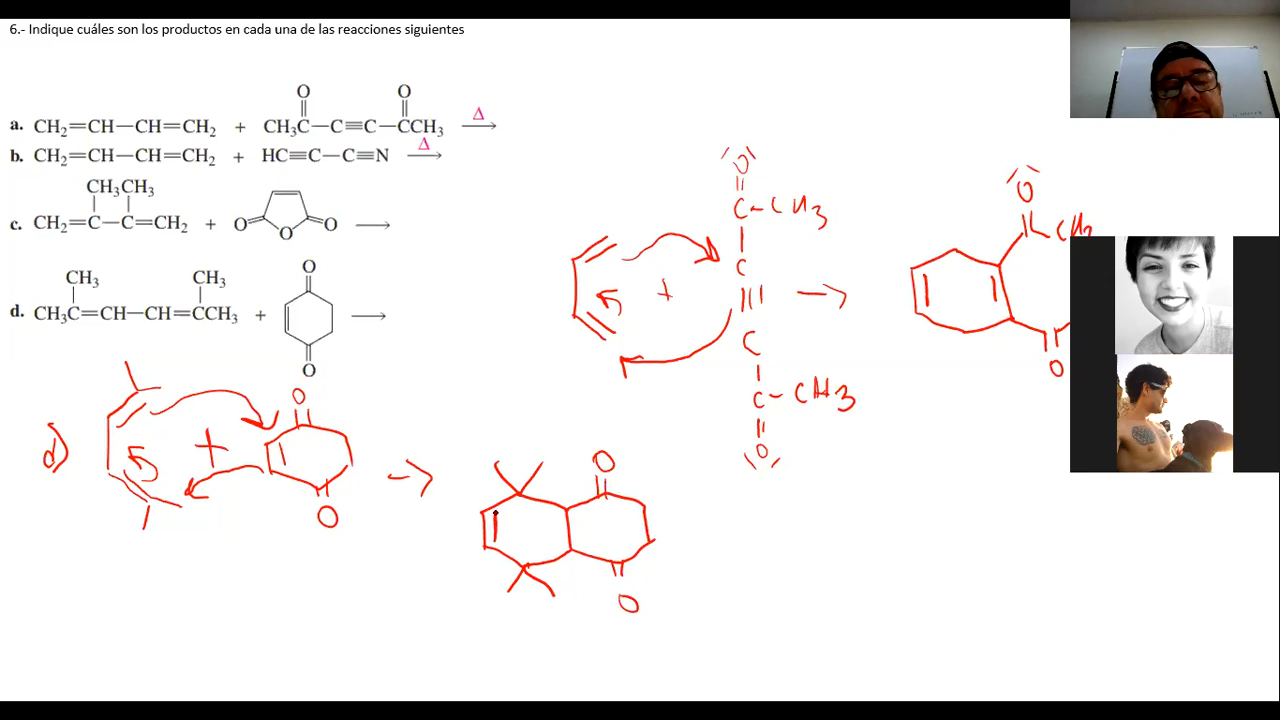 6.- Indique cuáles son los productos en cada una de las reacciones siguientes
O O
a. CH₂=CH—CH=CH₂ + CH₃C—C≡C—CCH₃ Δ
b. CH₂=CH—CH=CH₂ + HC≡C—C≡N Δ
CH₃CH₃
c. CH₂=C—C=CH₂ + O O O
CH₃ CH₃ O
d. CH₃C=CH—CH=CCH₃ + O
O
C-CH3
C
+ →
C
C-CH3
O
O
CH3
O
d) + O O →
O
O